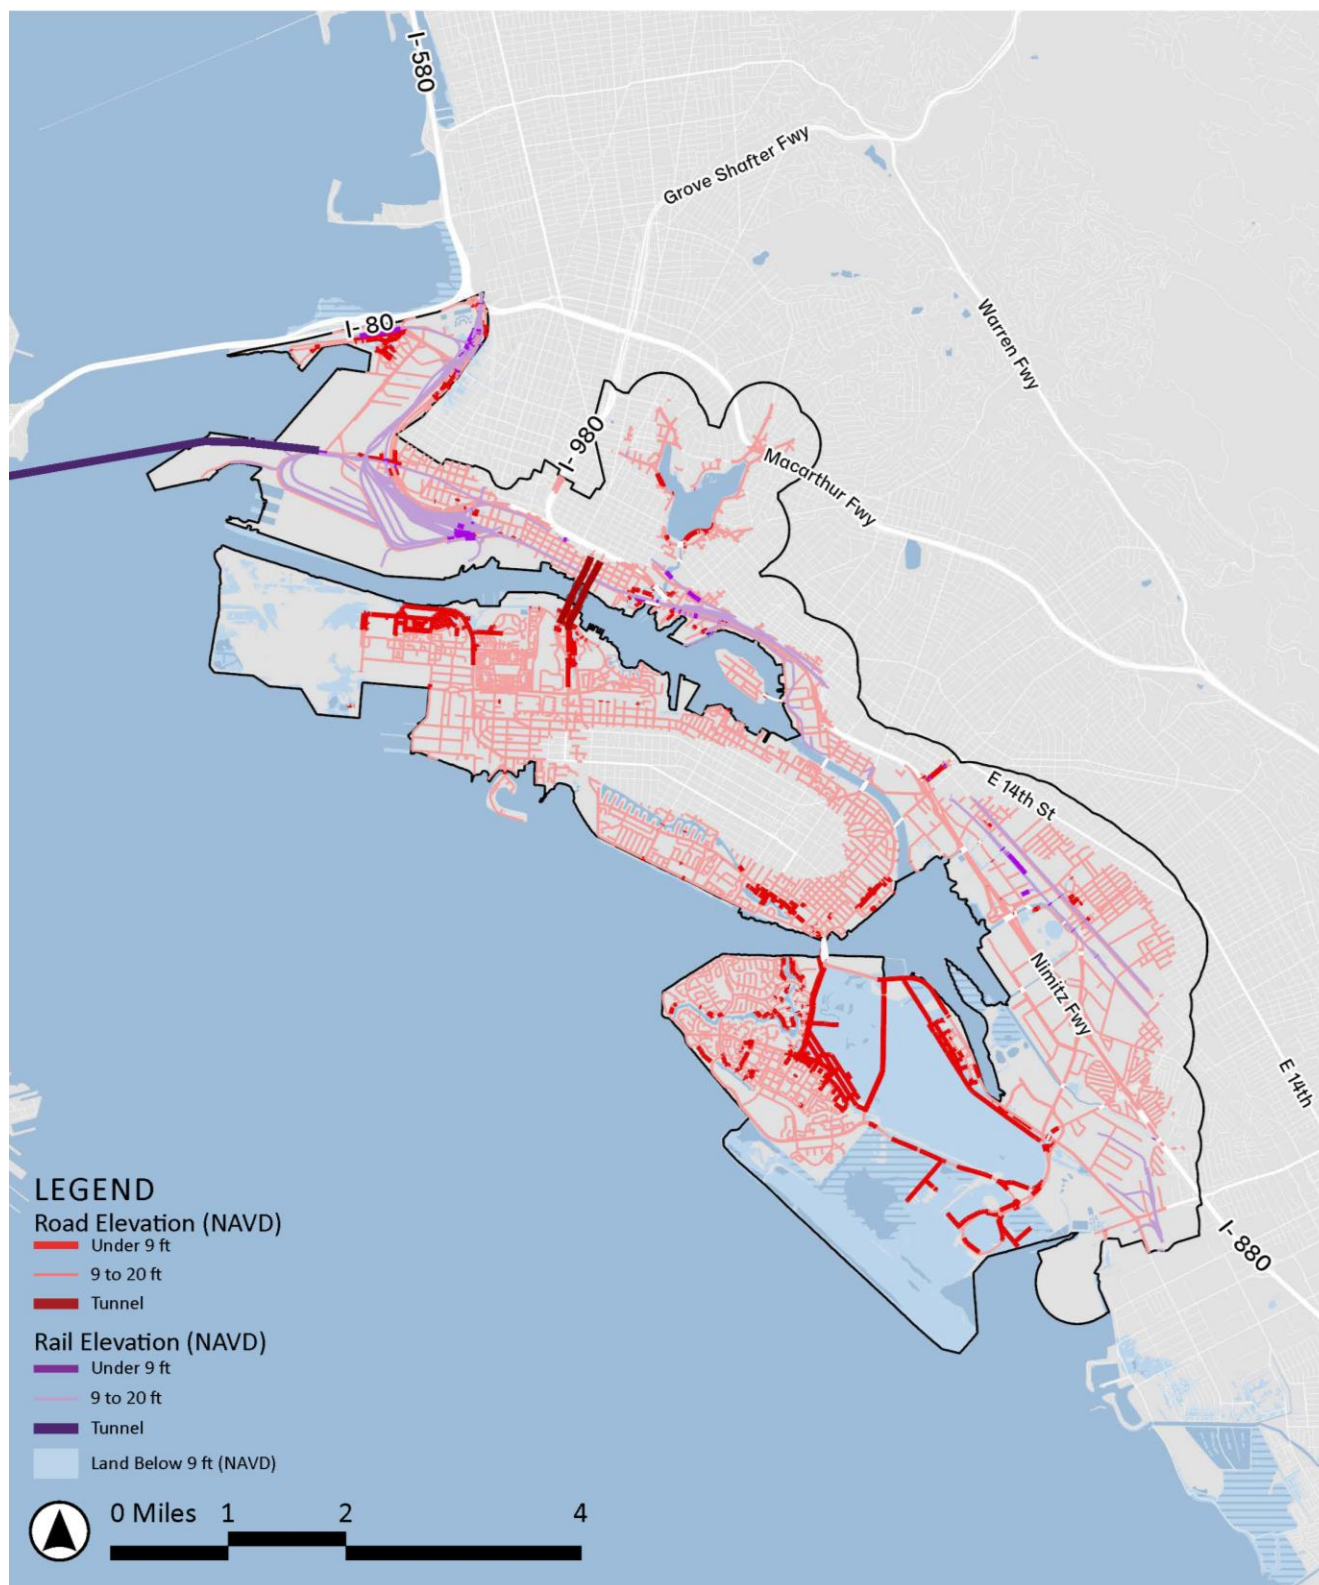 I-580
Grove Shafter Fwy
Warren Fwy
I- 80
I- 980
Macarthur Fwy
E 14th St
Nimitz Fwy
E 14th
I- 880
LEGEND
Road Elevation (NAVD)
Under 9 ft
9 to 20 ft
Tunnel
Rail Elevation (NAVD)
Under 9 ft
9 to 20 ft
Tunnel
Land Below 9 ft (NAVD)
0 Miles 1 2 4